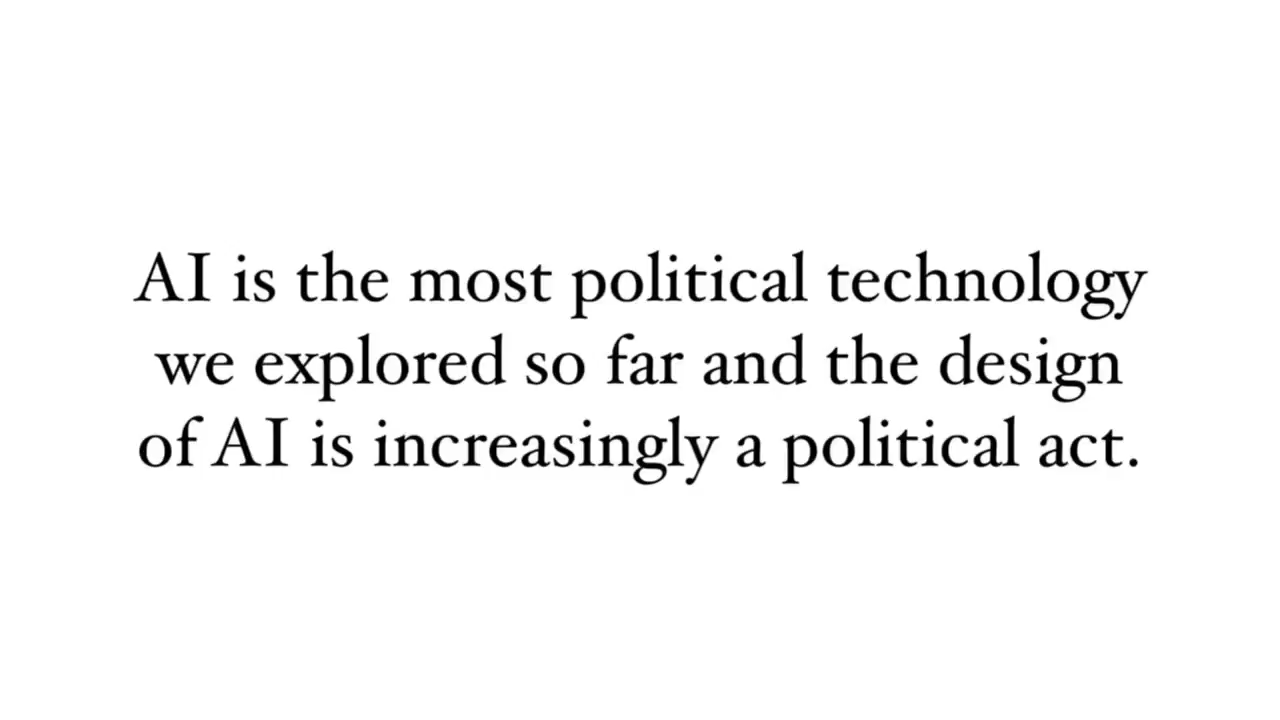 AI is the most political technology
we explored so far and the design
of AI is increasingly a political act.